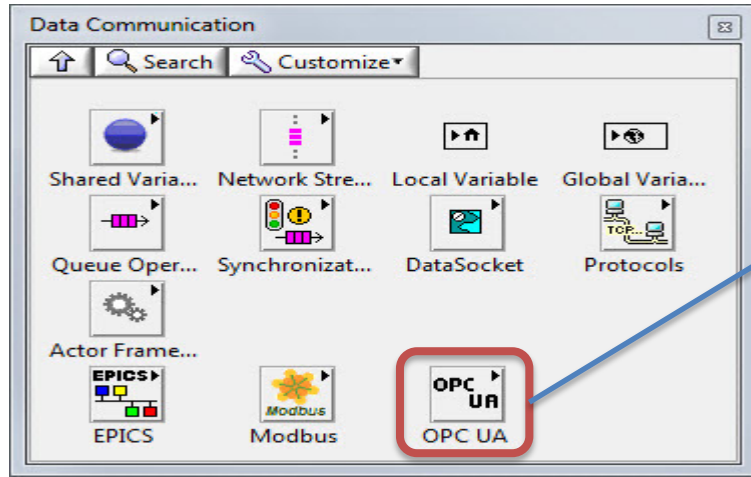 Data Communication
Search Customize
Shared Varia... Network Stre... Local Variable Global Varia...
TCP...
Queue Oper... Synchronizat... DataSocket Protocols
Actor Frame...
EPICS
Modbus
OPC
UA
EPICS Modbus OPC UA